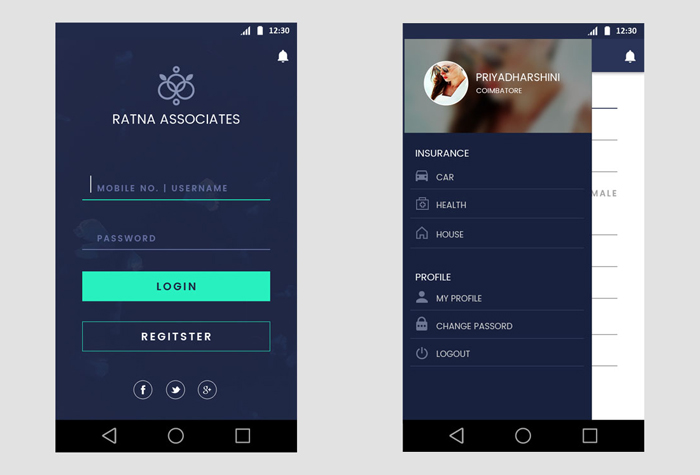 12:30
RATNA ASSOCIATES
MOBILE NO. | USERNAME
PASSWORD
LOGIN
REGITSTER
f
g+
12:30
PRIYADHARSHINI
COIMBATORE
INSURANCE
CAR
HEALTH
HOUSE
MALE
PROFILE
MY PROFILE
CHANGE PASSORD
LOGOUT